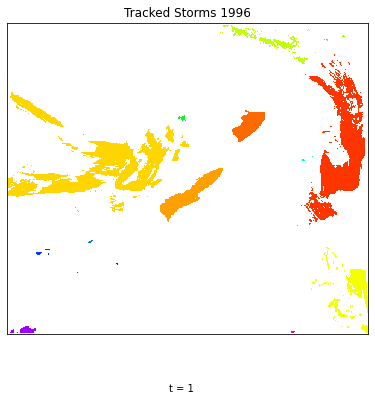 Tracked Storms 1996
t = 1